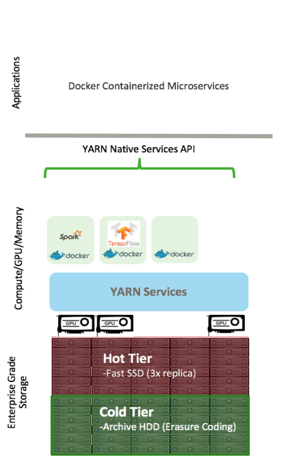 Applications
Docker Containerized Microservices
YARN Native Services API
Compute/GPU/Memory
Spark
docker
TensorFlow
docker
docker
YARN Services
GPU
GPU
GPU
Enterprise Grade
Storage
Hot Tier
-Fast SSD (3x replica)
Cold Tier
-Archive HDD (Erasure Coding)